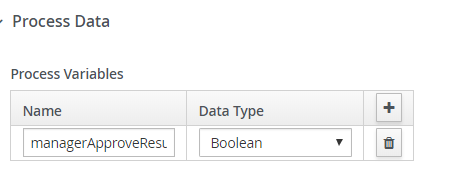 Process Data
Process Variables
Name Data Type
managerApproveResu Boolean